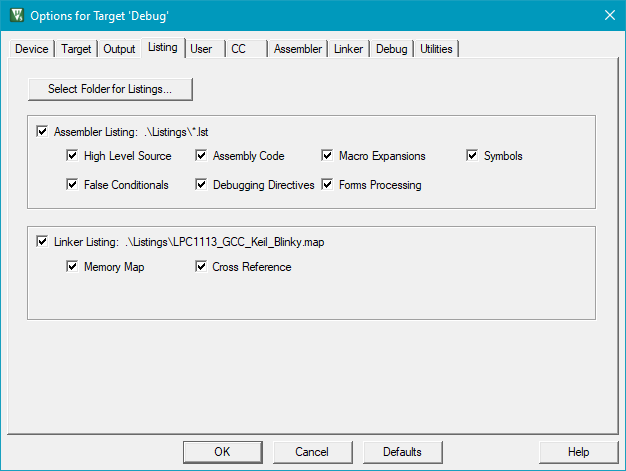 Options for Target 'Debug'
Device Target Output Listing User CC Assembler Linker Debug Utilities
Select Folder for Listings...
Assembler Listing: .\Listings\*.lst
High Level Source Assembly Code Macro Expansions Symbols
False Conditionals Debugging Directives Forms Processing
Linker Listing: .\Listings\LPC1113_GCC_Keil_Blinky.map
Memory Map Cross Reference
OK Cancel Defaults Help